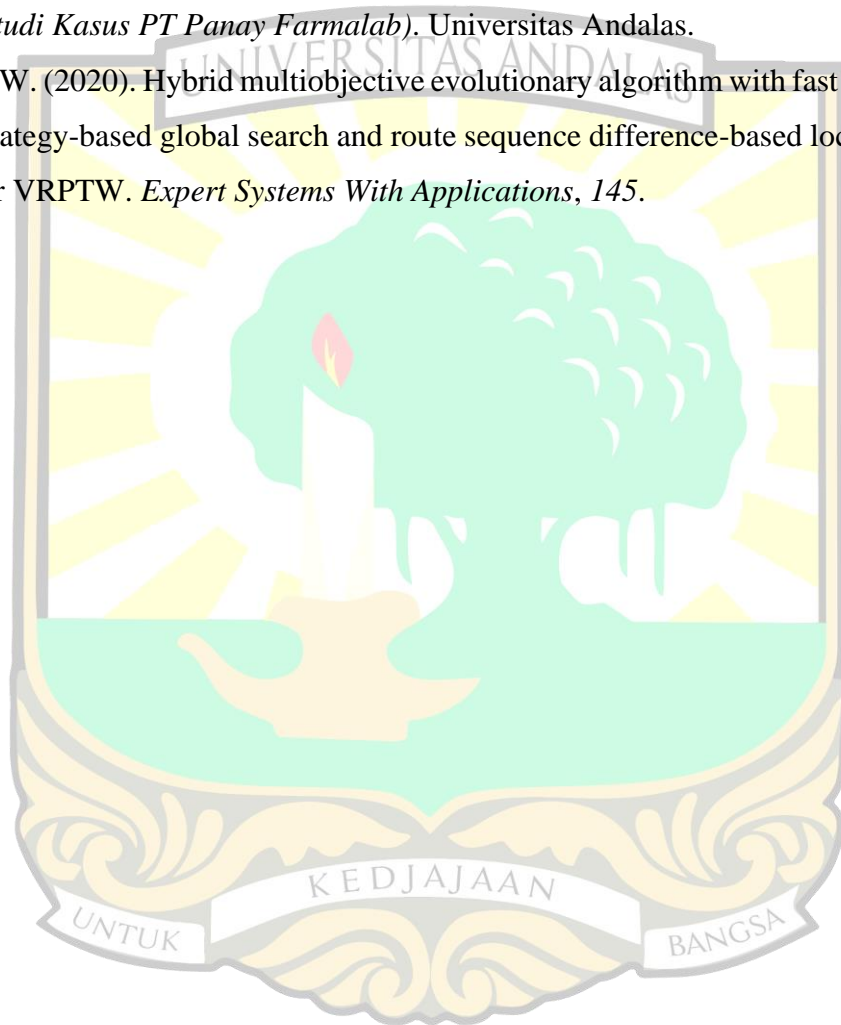 tudi Kasus PT Panay Farmalab). Universitas Andalas.
UNIVERSITAS ANDALAS
W. (2020). Hybrid multiobjective evolutionary algorithm with fast
ategy-based global search and route sequence difference-based loc
r VRPTW. Expert Systems With Applications, 145.
KEDJAJAAN
UNTUK
BANGSA